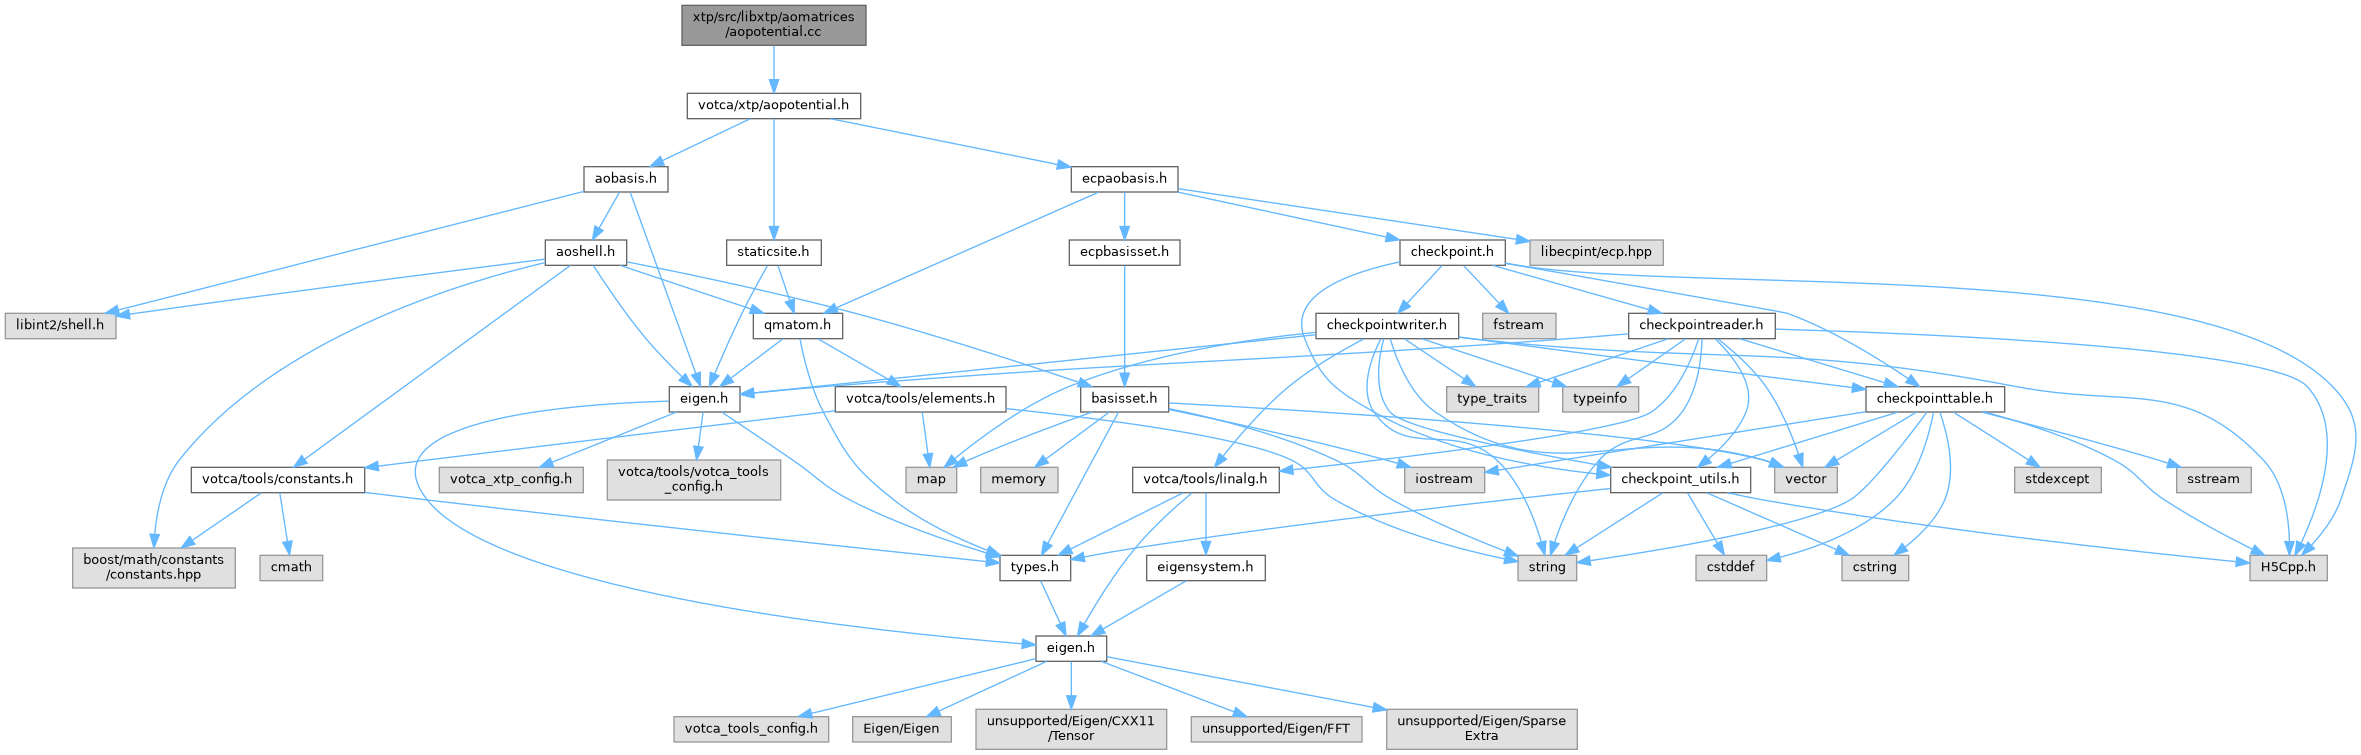 xtp/src/libxtp/aomatrices
/aopotential.cc
votca/xtp/aopotential.h
aobasis.h
ecpaobasis.h
aoshell.h
staticsite.h
ecpbasisset.h
checkpoint.h
libecpint/ecp.hpp
libint2/shell.h
qmatom.h
checkpointwriter.h
fstream
checkpointreader.h
eigen.h
votca/tools/elements.h
basisset.h
type_traits
typeinfo
checkpointtable.h
votca/tools/constants.h
votca_xtp_config.h
votca/tools/votca_tools
_config.h
map
memory
votca/tools/linalg.h
iostream
checkpoint_utils.h
vector
stdexcept
sstream
boost/math/constants
/constants.hpp
cmath
types.h
eigensystem.h
string
cstddef
cstring
H5Cpp.h
eigen.h
votca_tools_config.h
Eigen/Eigen
unsupported/Eigen/CXX11
/Tensor
unsupported/Eigen/FFT
unsupported/Eigen/Sparse
Extra